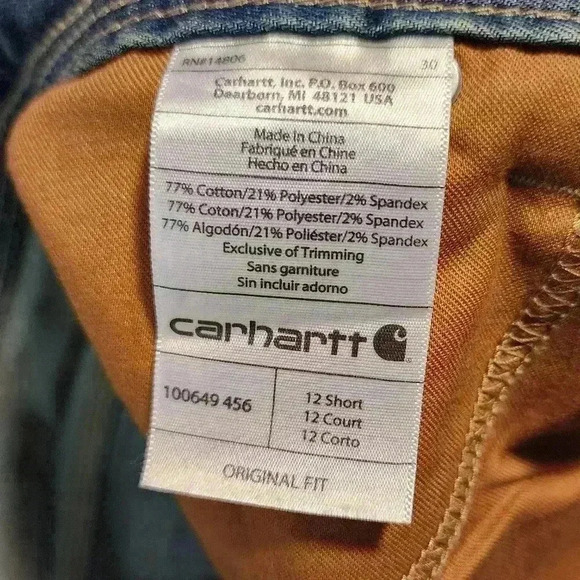 RN#14806 30
Carhartt, Inc. P.O. Box 600
Dearborn, MI 48121 USA
carhartt.com
Made in China
Fabriqué en Chine
Hecho en China
77% Cotton/21% Polyester/2% Spandex
77% Coton/21% Polyester/2% Spandex
77% Algodón/21% Poliéster/2% Spandex
Exclusive of Trimming
Sans garniture
Sin incluir adorno
carhartt
100649 456
12 Short
12 Court
12 Corto
ORIGINAL FIT